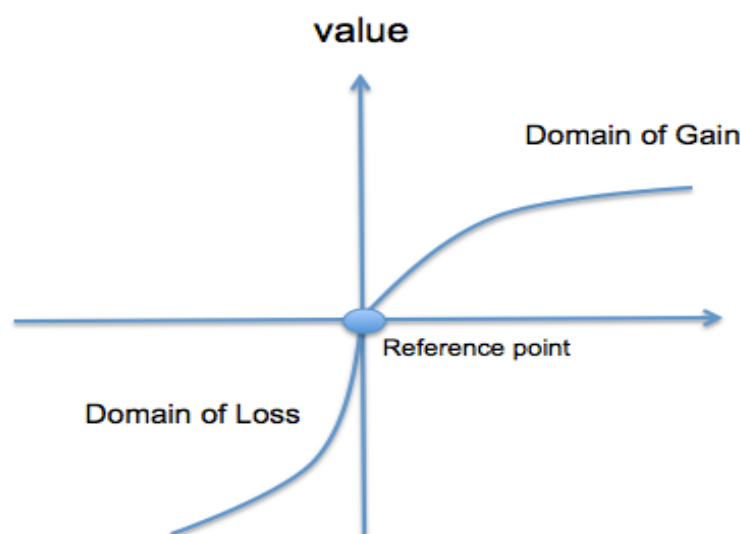 value
Domain of Gain
Reference point
Domain of Loss